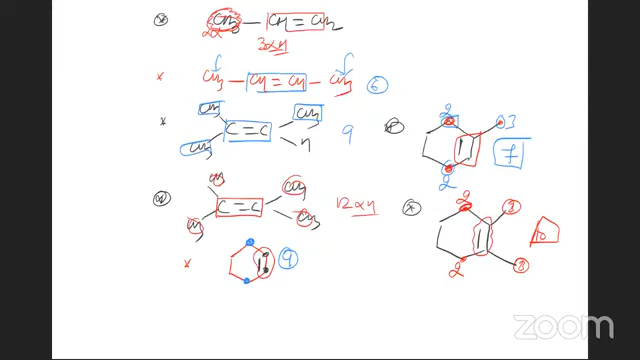 CH3 — CH = CH2
2α
3αH
CH3 — CH = CH — CH3 6
CH3 CH3
C = C 9
CH3 H
2 3
7
2
CH3 CH3
C = C 12αH
CH3 CH3
2 3
10
2 3
9
zoom